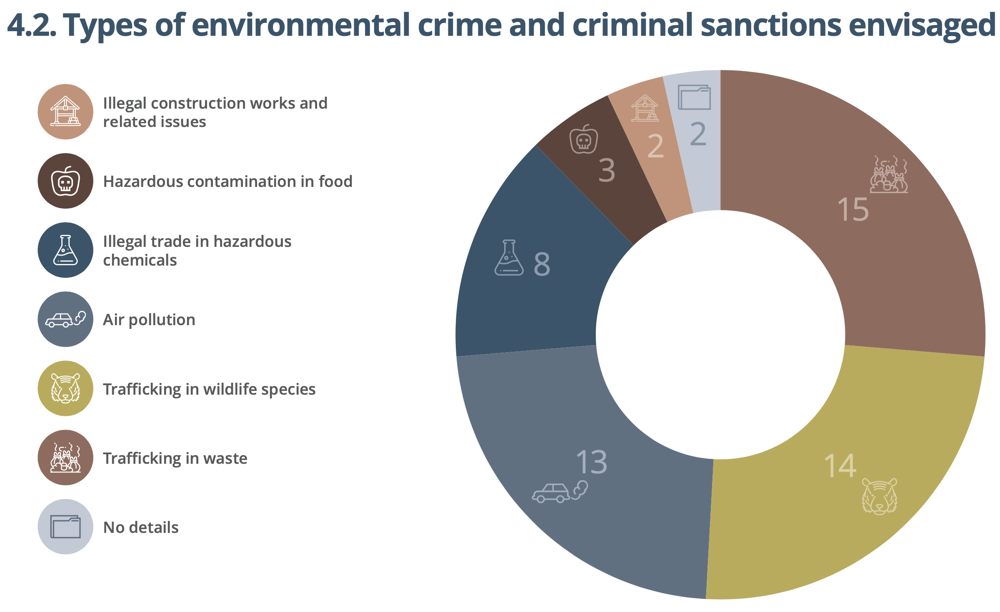 4.2. Types of environmental crime and criminal sanctions envisaged
Illegal construction works and
related issues
Hazardous contamination in food
Illegal trade in hazardous
chemicals
Air pollution
Trafficking in wildlife species
Trafficking in waste
No details
2
2
3
15
8
13
14